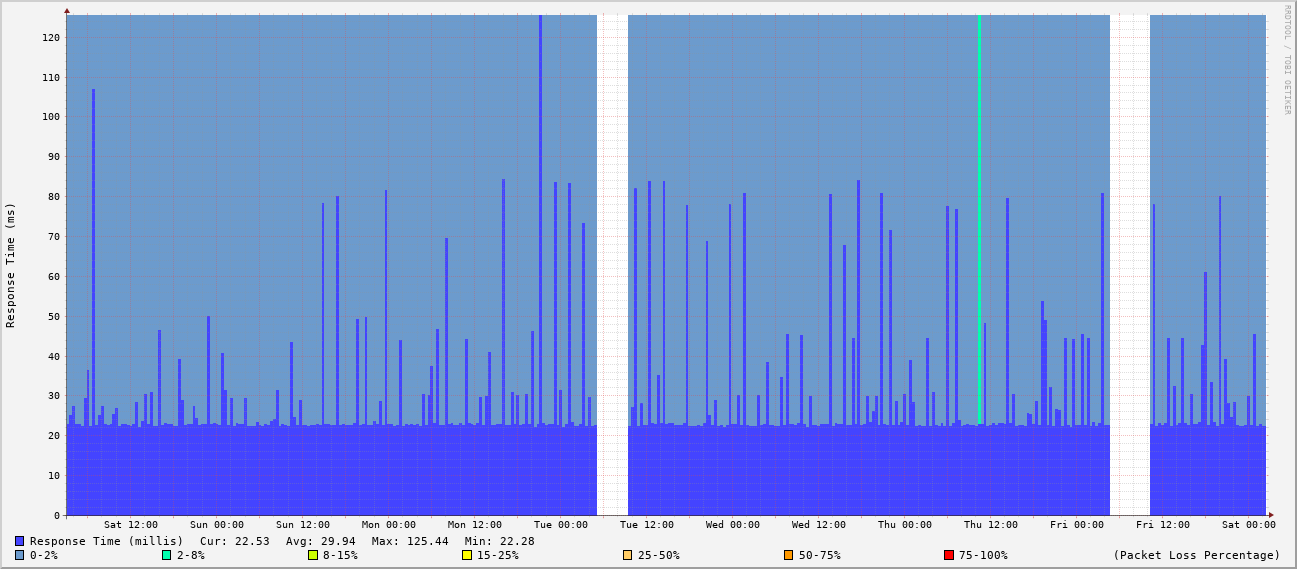 RRDTOOL / TOBI OETIKER
Response Time (ms)
120
110
100
90
80
70
60
50
40
30
20
10
0
Sat 12:00 Sun 00:00 Sun 12:00 Mon 00:00 Mon 12:00 Tue 00:00 Tue 12:00 Wed 00:00 Wed 12:00 Thu 00:00 Thu 12:00 Fri 00:00 Fri 12:00 Sat 00:00
Response Time (millis) Cur: 22.53 Avg: 29.94 Max: 125.44 Min: 22.28
0-2% 2-8% 8-15% 15-25% 25-50% 50-75% 75-100% (Packet Loss Percentage)